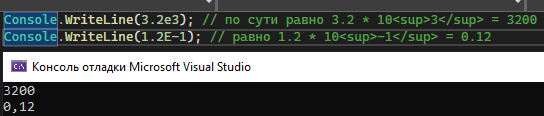 Console.WriteLine(3.2e3); // по сути равно 3.2 * 10<sup>3</sup> = 3200
Console.WriteLine(1.2E-1); // равно 1.2 * 10<sup>-1</sup> = 0.12
Консоль отладки Microsoft Visual Studio
3200
0,12